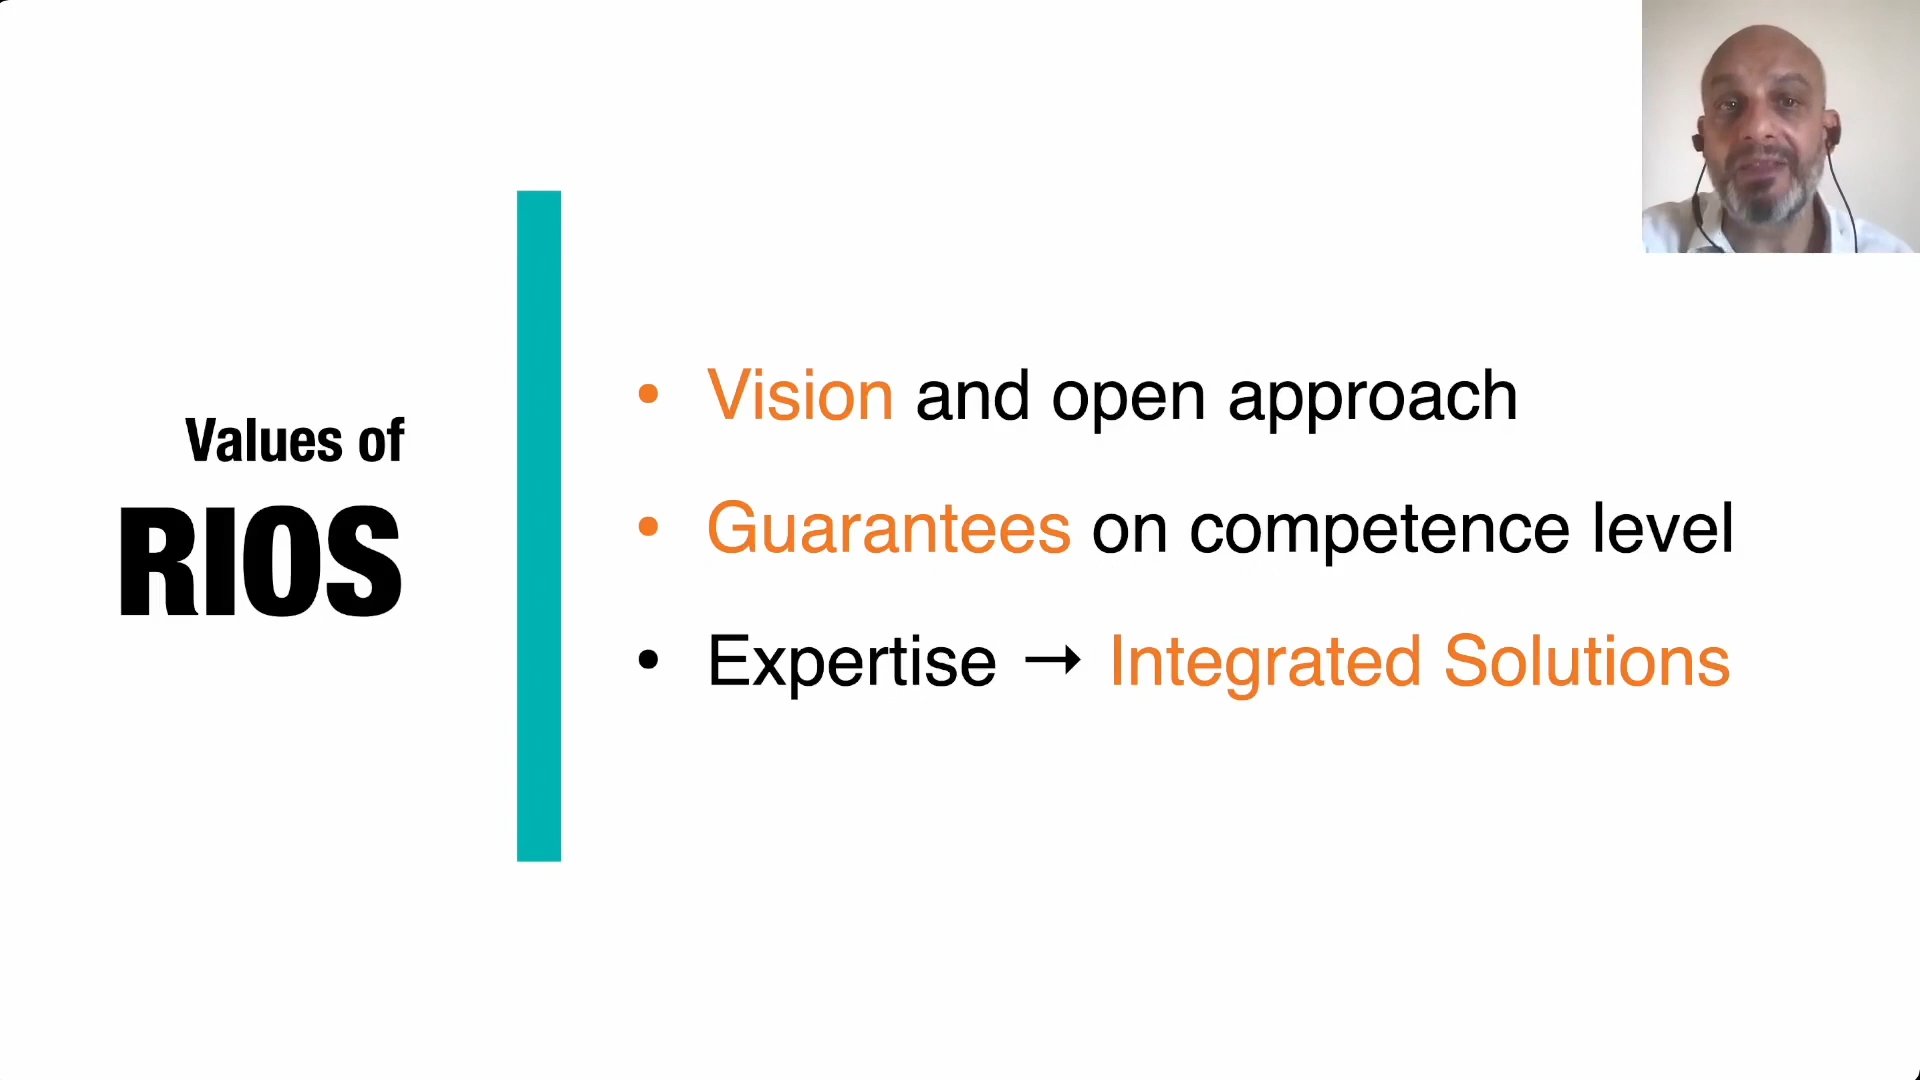 Values of
RIOS
• Vision and open approach
• Guarantees on competence level
• Expertise → Integrated Solutions